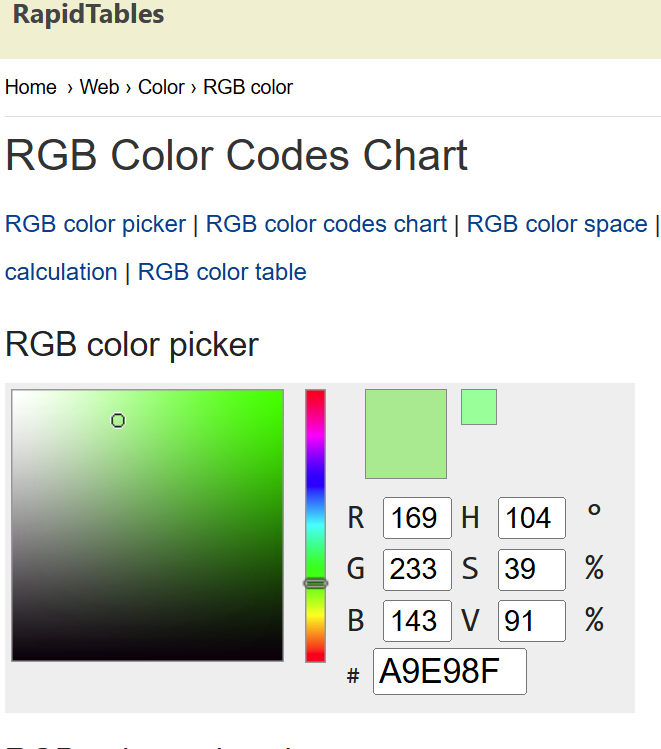 RapidTables
Home › Web › Color › RGB color
RGB Color Codes Chart
RGB color picker | RGB color codes chart | RGB color space |
calculation | RGB color table
RGB color picker
R 169 H 104 °
G 233 S 39 %
B 143 V 91 %
# A9E98F